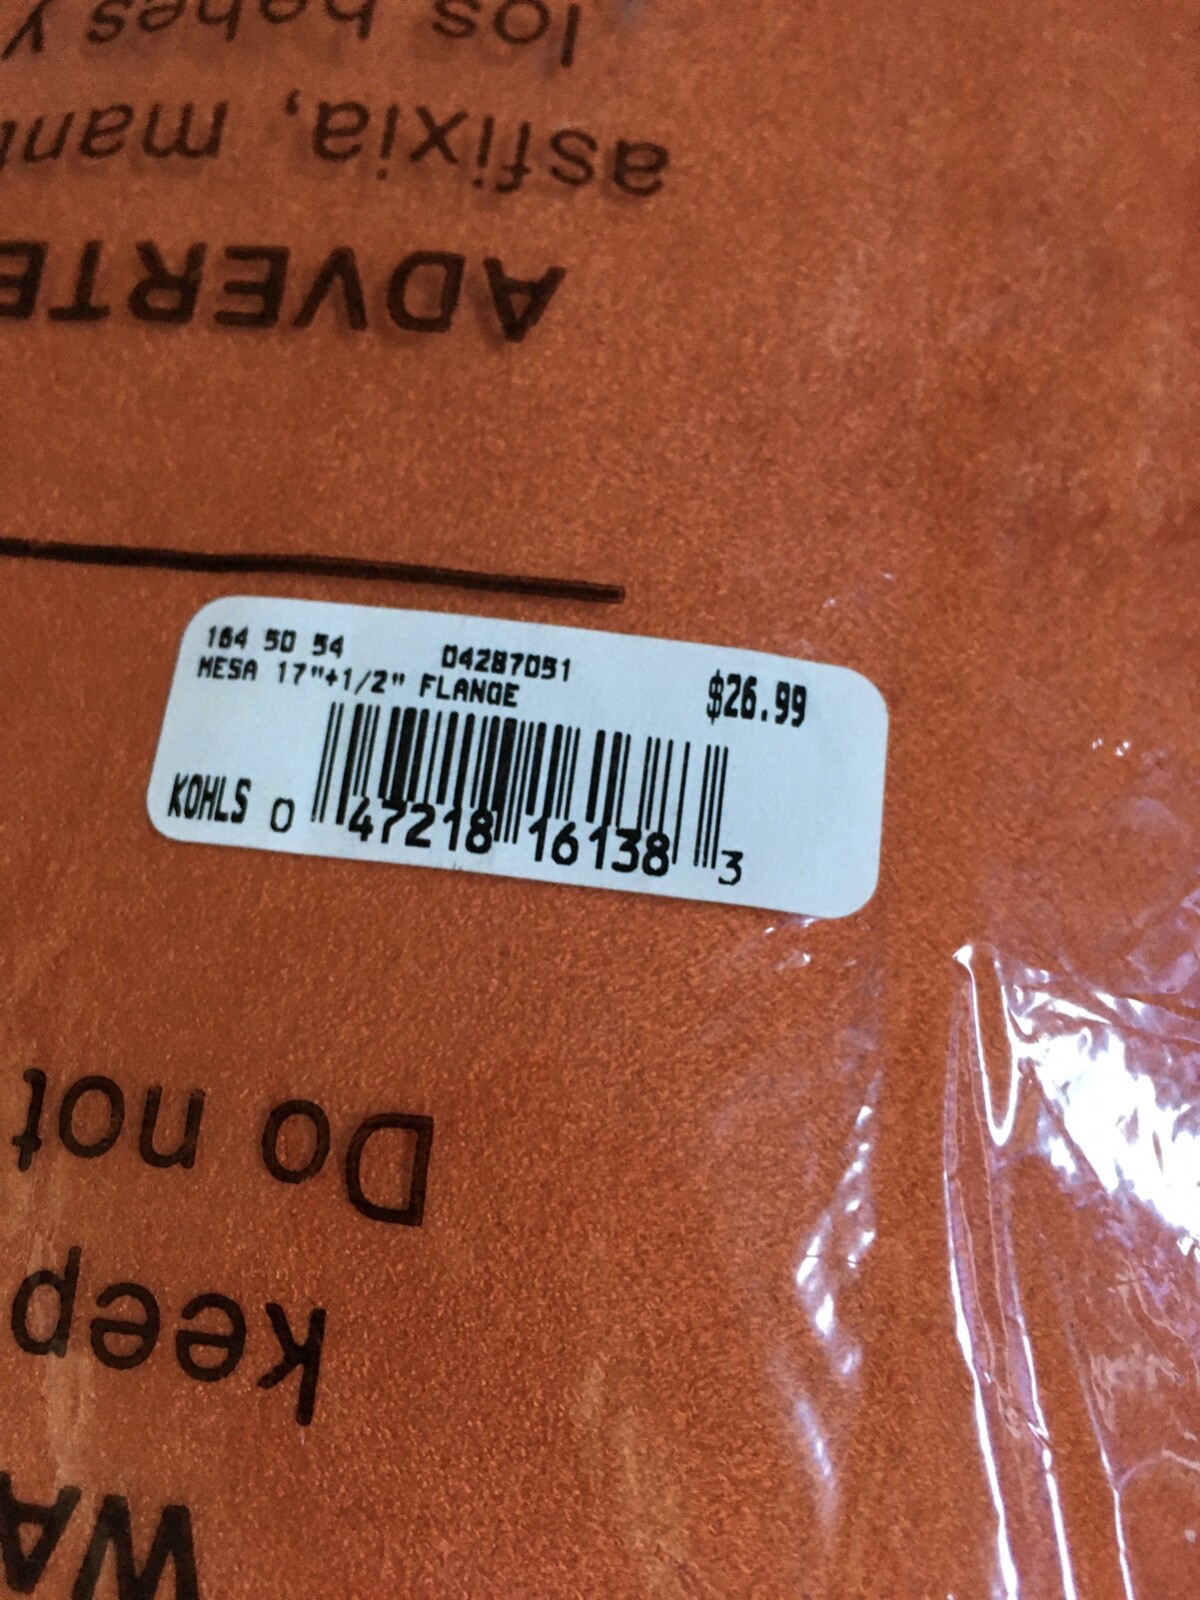 164 50 54 04287051
MESA 17"+1/2" FLANGE
$26.99
KOHLS 0 47218 16138 3
WA
keep
Do not
ADVERTE
asfixia, mant
los bebes y